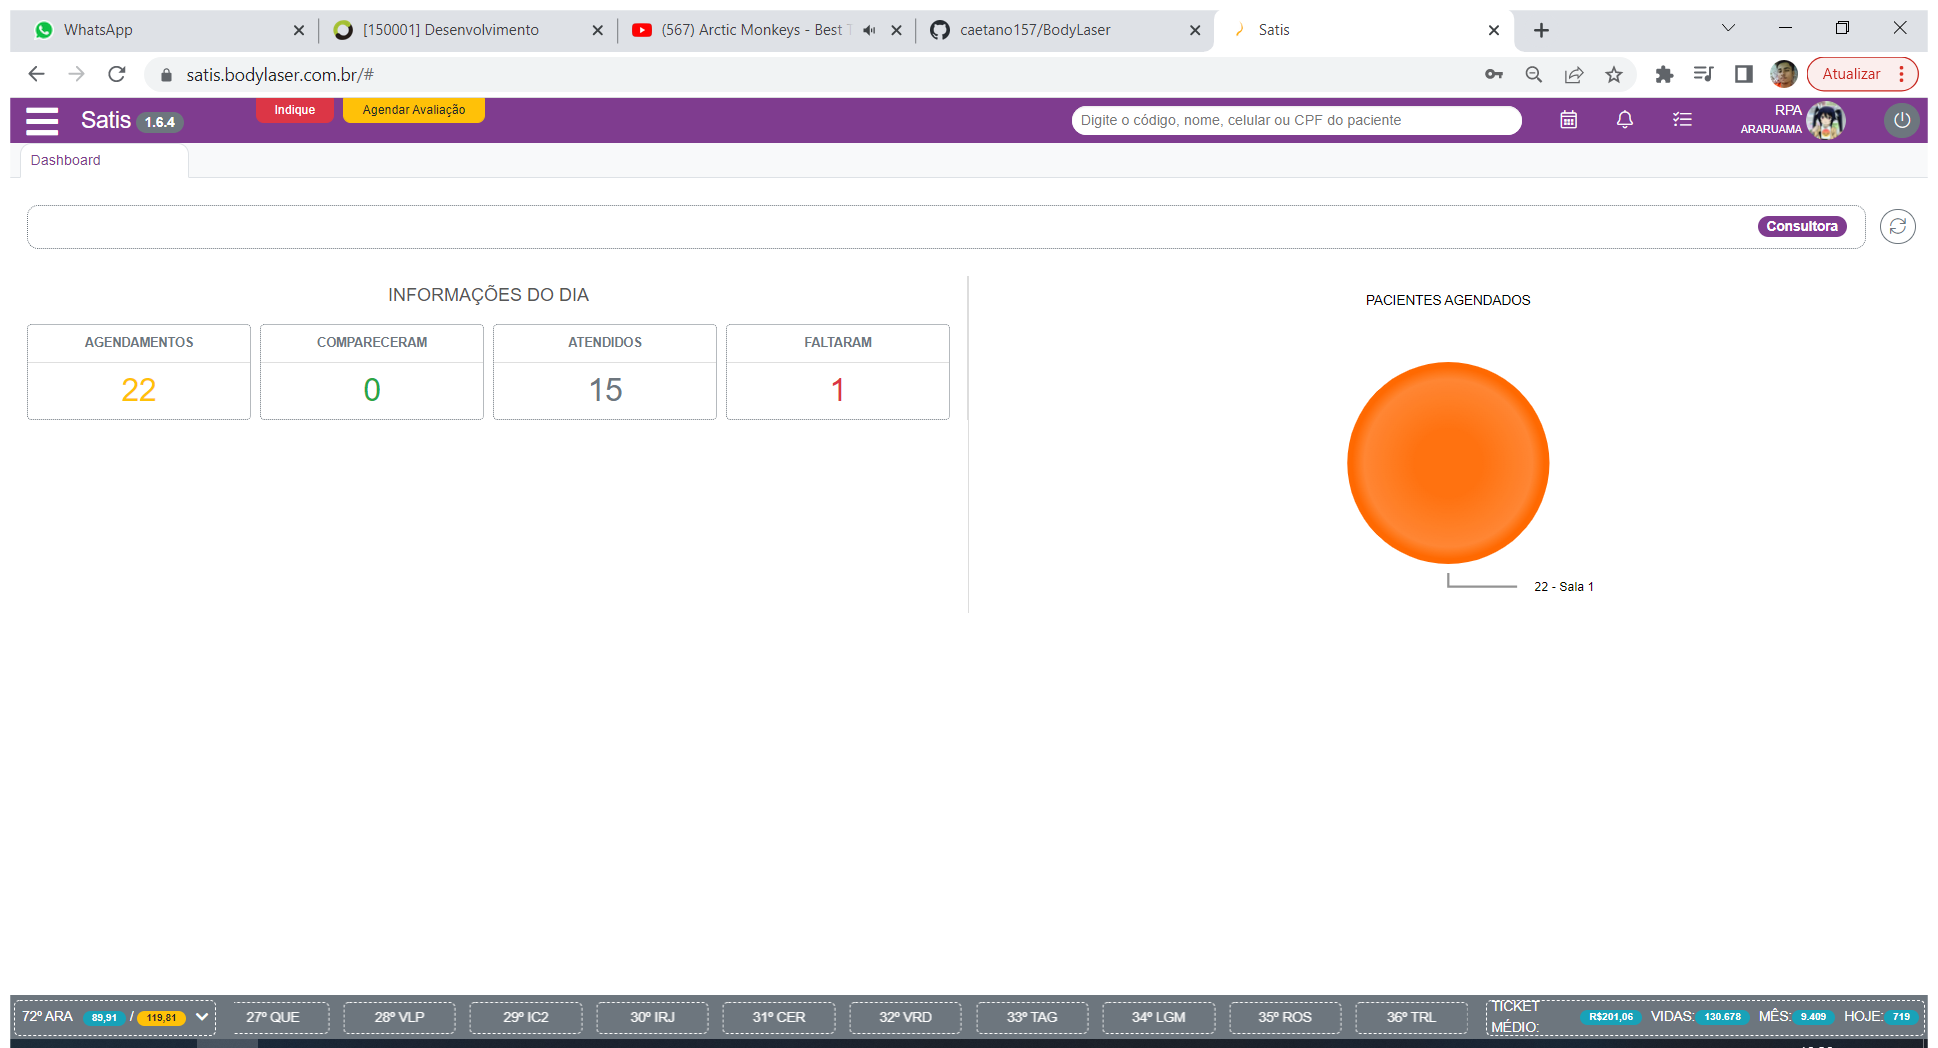 WhatsApp
[150001] Desenvolvimento
(567) Arctic Monkeys - Best
caetano157/BodyLaser
Satis
satis.bodylaser.com.br/#
Atualizar
Satis 1.6.4
Indique
Agendar Avaliação
Digite o código, nome, celular ou CPF do paciente
RPA
ARARUAMA
Dashboard
Consultora
INFORMAÇÕES DO DIA
PACIENTES AGENDADOS
AGENDAMENTOS COMPARECERAM ATENDIDOS FALTARAM
22 0 15 1
22 - Sala 1
72º ARA 89,91 / 119,81
27º QUE 28º VLP 29º IC2 30º IRJ 31º CER 32º VRD 33º TAG 34º LGM 35º ROS 36º TRL
TICKET
MÉDIO: R$201,06 VIDAS: 130.678 MÊS: 9.409 HOJE: 719